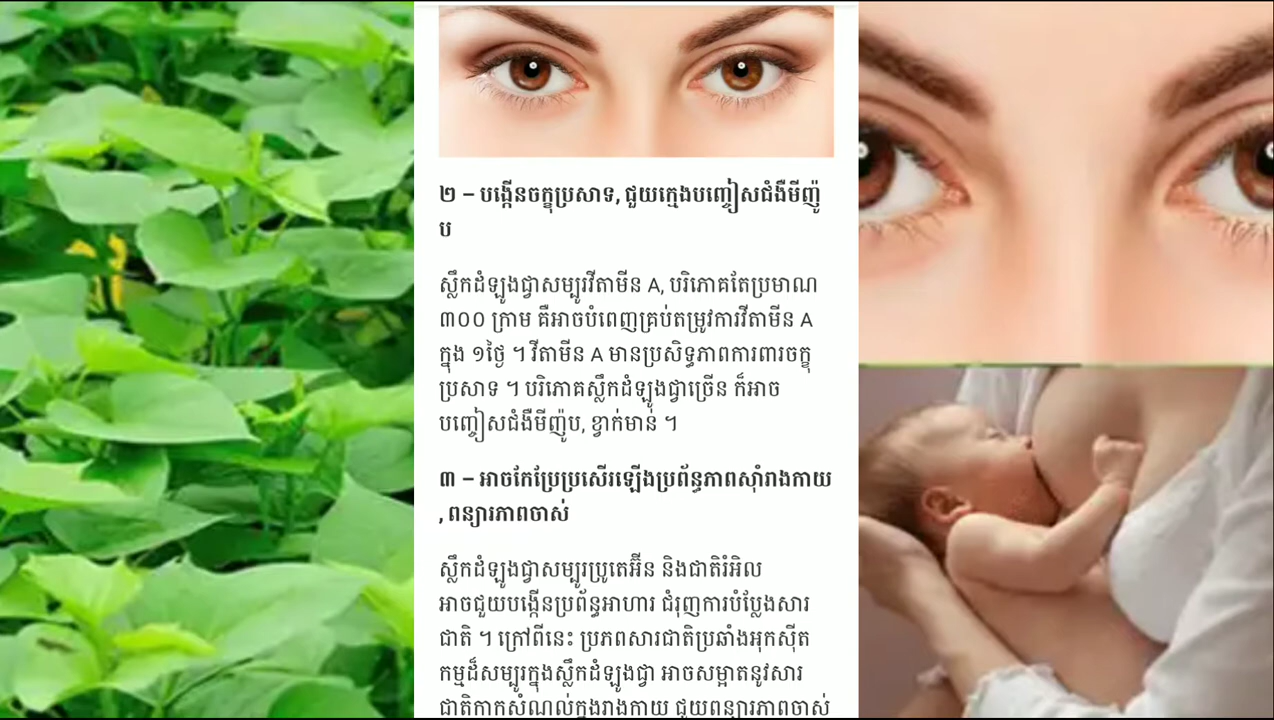 ២ – បង្កើនចក្ខុប្រសាទ, ជួយក្មេងបញ្ចៀសជំងឺមីញ៉ូ
ប
ស្លឹកដំឡូងជ្វាសម្បូរវីតាមីន A, បរិភោគតែប្រមាណ
៣០០ ក្រាម គឺអាចបំពេញគ្រប់តម្រូវការវីតាមីន A
ក្នុង ១ថ្ងៃ ។ វីតាមីន A មានប្រសិទ្ធភាពការពារចក្ខុ
ប្រសាទ ។ បរិភោគស្លឹកដំឡូងជ្វាច្រើន ក៏អាច
បញ្ចៀសជំងឺមីញ៉ូប, ខ្វាក់មាន់ ។
៣ – អាចកែប្រែប្រសើរឡើងប្រព័ន្ធភាពស៊ាំរាងកាយ
, ពន្យារភាពចាស់
ស្លឹកដំឡូងជ្វាសម្បូរប្រូតេអ៊ីន និងជាតិរំអិល
អាចជួយបង្កើនប្រព័ន្ធអាហារ ជំរុញការបំប្លែងសារ
ជាតិ ។ ក្រៅពីនេះ ប្រភពសារជាតិប្រឆាំងអុកស៊ីត
កម្មដ៏សម្បូរក្នុងស្លឹកដំឡូងជ្វា អាចសម្អាតនូវសារ
ជាតិកាកសំណល់ក្នុងរាងកាយ ជួយពន្យារភាពចាស់